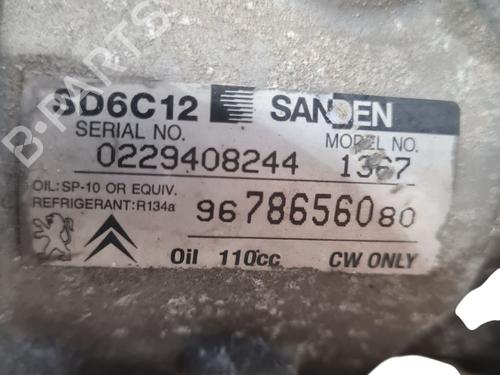 B-PARTS
SD6C12 SANDEN
SERIAL NO. MODEL NO.
0229408244 1367
OIL: SP-10 OR EQUIV.
REFRIGERANT: R134a 9678656080
Oil 110cc CW ONLY